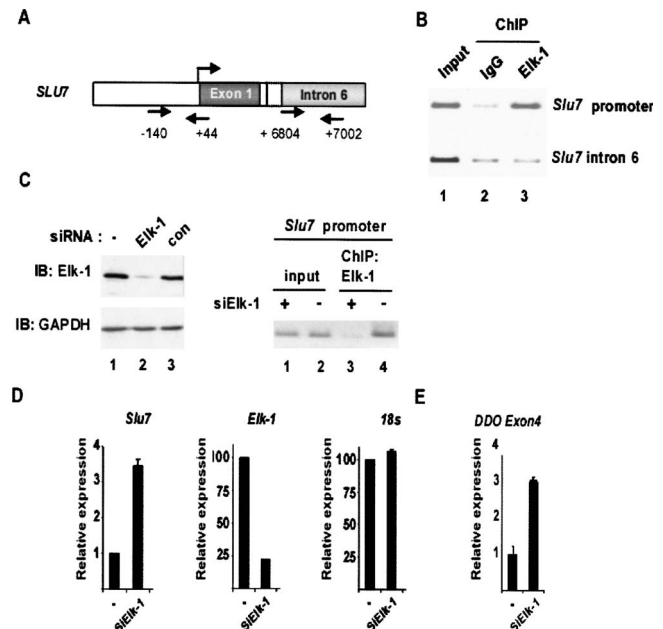 A
SLU7
Exon 1
Intron 6
-140
+44
+ 6804
+7002
B
ChIP
Input
IgG
Elk-1
Slu7 promoter
Slu7 intron 6
1 2 3
C
siRNA : - Elk-1 con
IB: Elk-1
IB: GAPDH
1 2 3
Slu7 promoter
input
ChIP:
Elk-1
siElk-1 + - + -
1 2 3 4
D
Slu7
Relative expression
4
3
2
1
- siElk-1
Elk-1
Relative expression
100
75
50
25
- siElk-1
18s
Relative expression
100
75
50
25
- siElk-1
E
DDO Exon4
Relative expression
4
3
2
1
- siElk-1